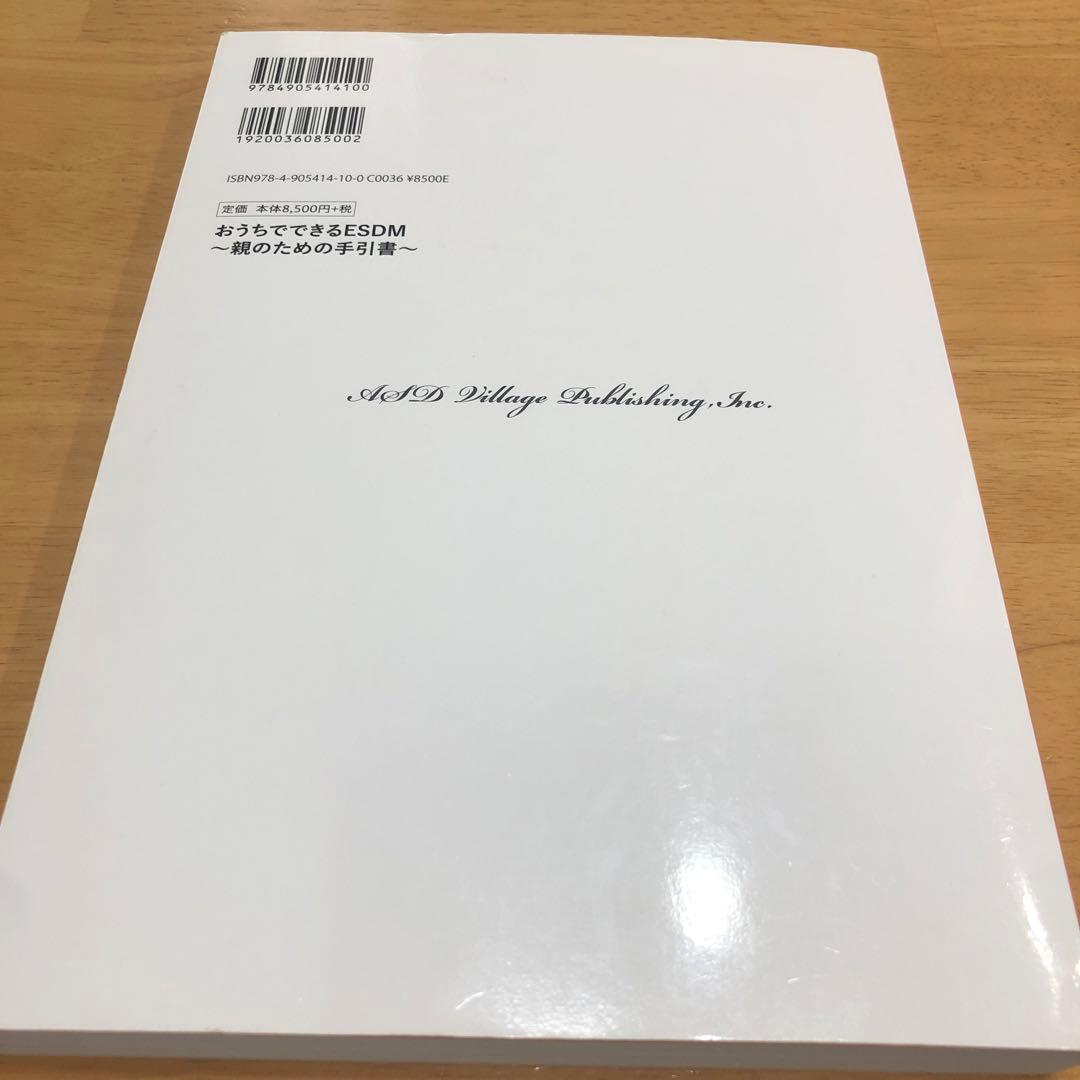 9784905414100
1920036085002
ISBN978-4-905414-10-0 C0036 ¥8500E
定価 本体8,500円+税
おうちでできるESDM
～親のための手引書～
ASD Village Publishing,Inc.